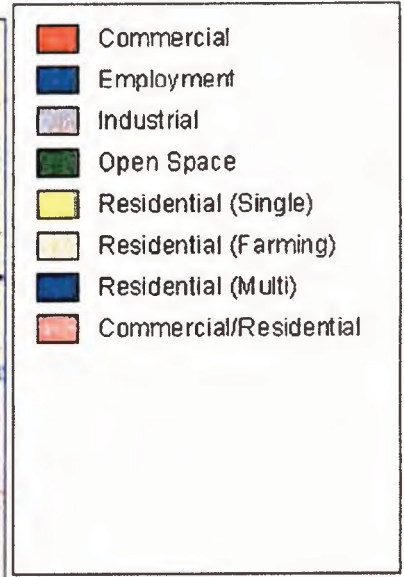 Commercial
Employment
Industrial
Open Space
Residential (Single)
Residential (Farming)
Residential (Multi)
Commercial/Residential